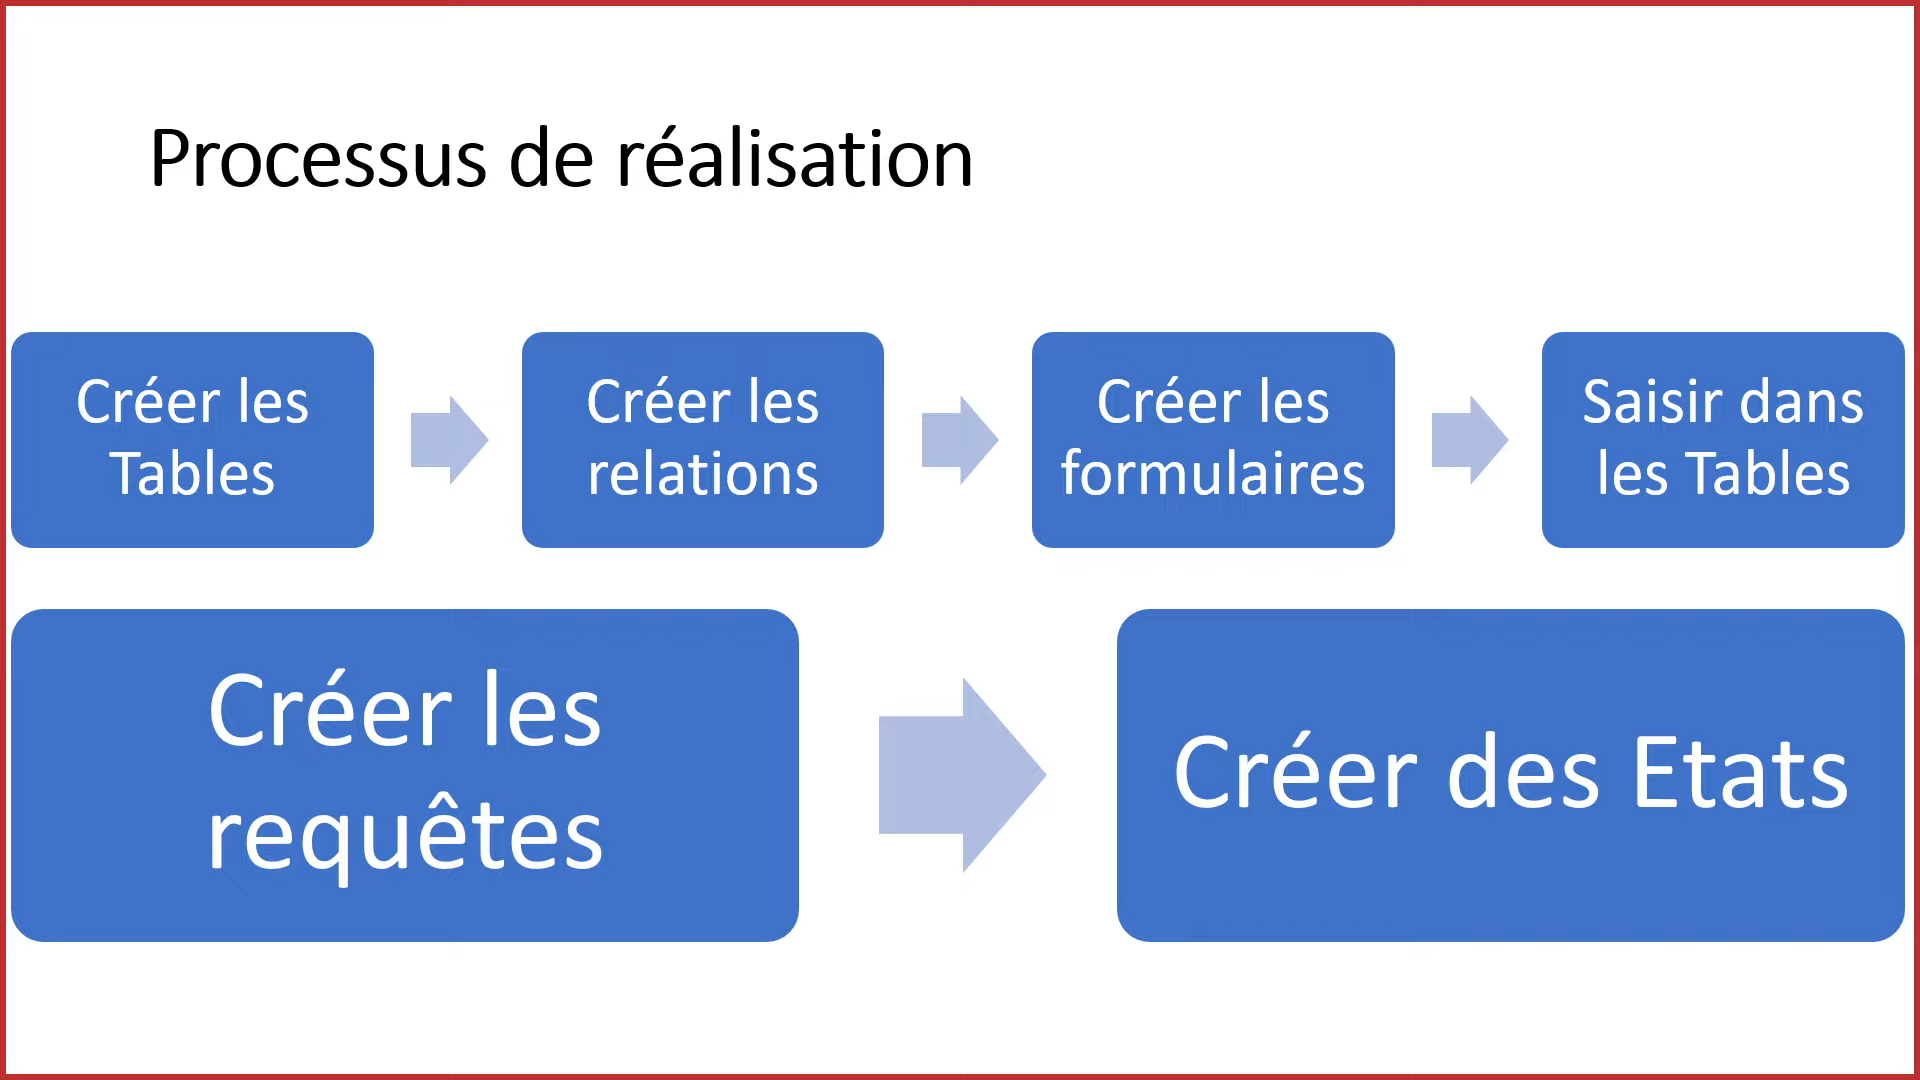 Processus de réalisation
Créer les
Tables
Créer les
relations
Créer les
formulaires
Saisir dans
les Tables
Créer les
requêtes
Créer des Etats